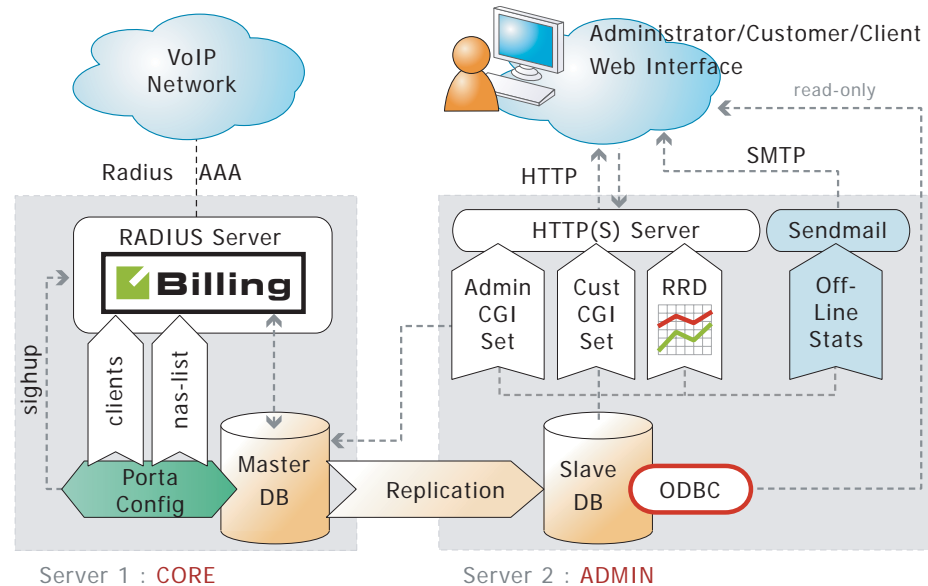 VoIP
Network
Administrator/Customer/Client
Web Interface
read-only
Radius AAA
HTTP
SMTP
RADIUS Server
Billing
HTTP(S) Server
Sendmail
Admin
CGI
Set
Cust
CGI
Set
RRD
Off-
Line
Stats
sighup
clients
nas-list
Porta
Config
Master
DB
Replication
Slave
DB
ODBC
Server 1 : CORE
Server 2 : ADMIN